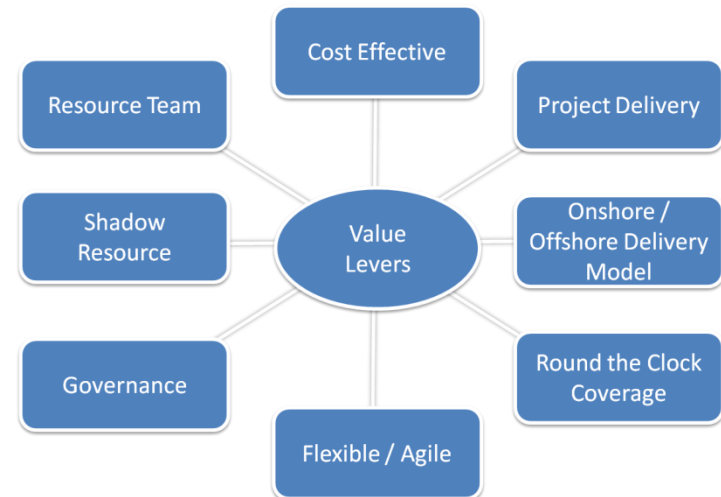 Cost Effective
Resource Team
Project Delivery
Shadow
Resource
Value
Levers
Onshore /
Offshore Delivery
Model
Governance
Round the Clock
Coverage
Flexible / Agile